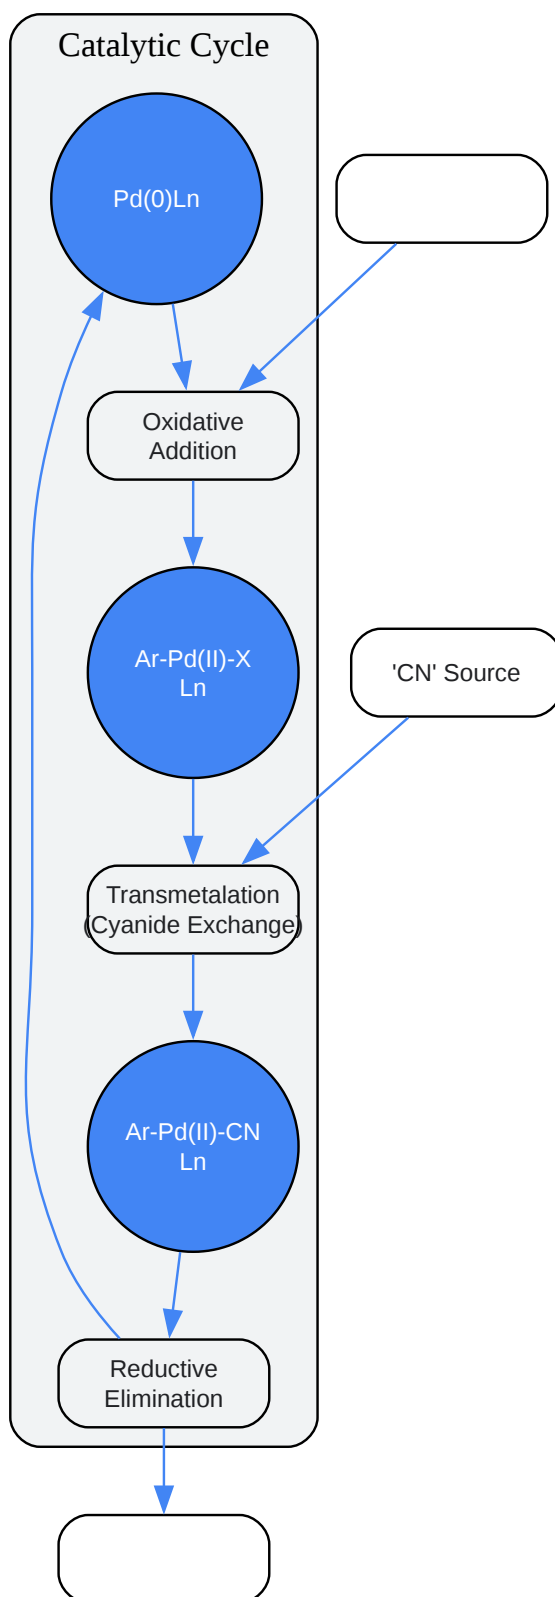 Catalytic Cycle
Pd(0)Ln
Oxidative
Addition
Ar-Pd(II)-X
Ln
'CN' Source
Transmetalation
(Cyanide Exchange)
Ar-Pd(II)-CN
Ln
Reductive
Elimination